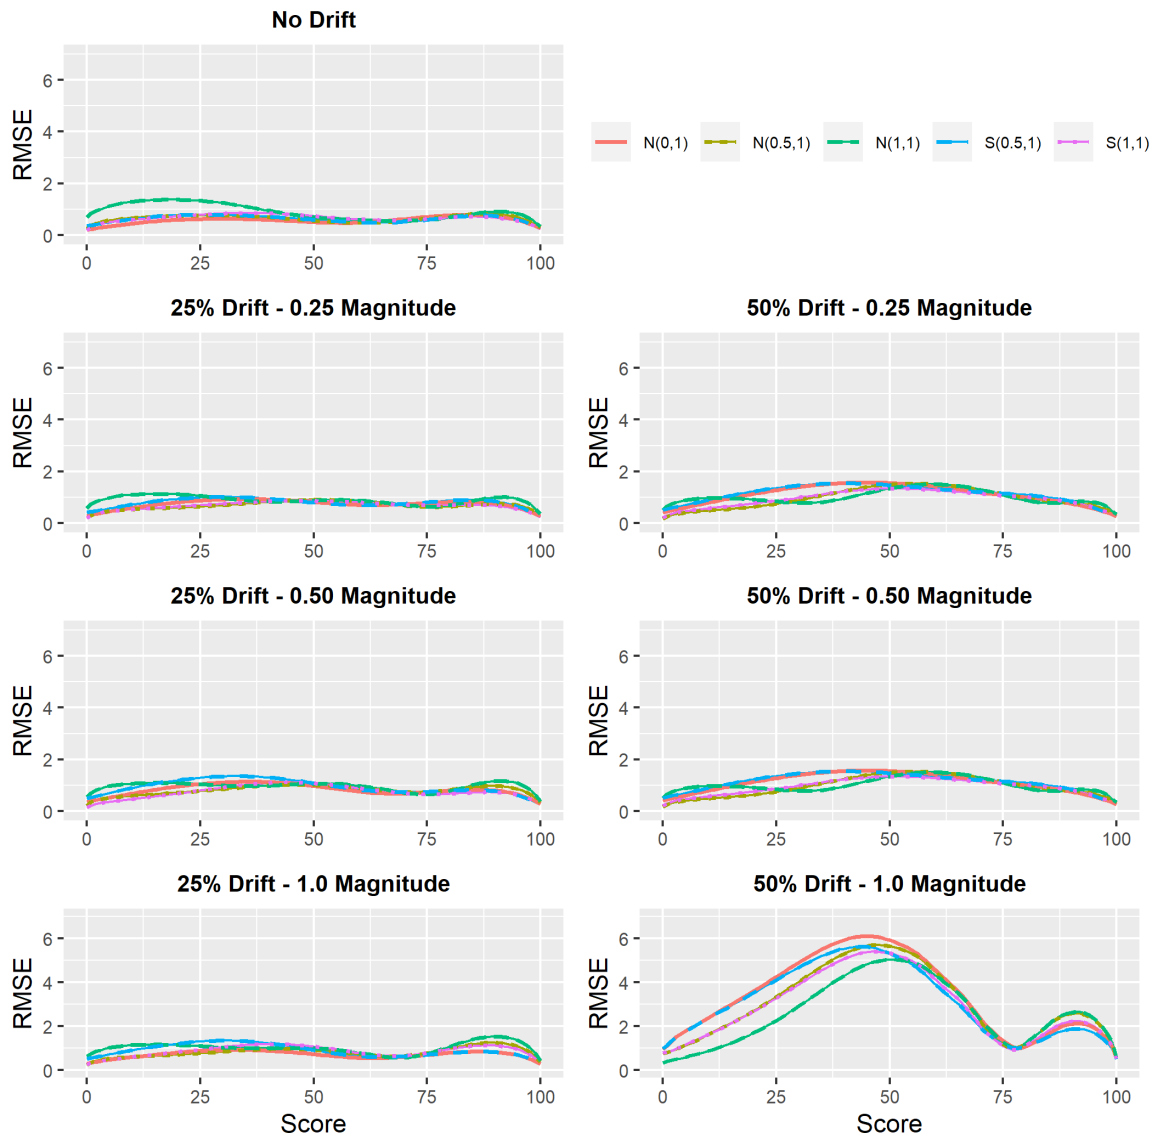 No Drift
RMSE
6
4
2
0
0 25 50 75 100
N(0,1) N(0.5,1) N(1,1) S(0.5,1) S(1,1)
25% Drift - 0.25 Magnitude
RMSE
6
4
2
0
0 25 50 75 100
50% Drift - 0.25 Magnitude
RMSE
6
4
2
0
0 25 50 75 100
25% Drift - 0.50 Magnitude
RMSE
6
4
2
0
0 25 50 75 100
50% Drift - 0.50 Magnitude
RMSE
6
4
2
0
0 25 50 75 100
25% Drift - 1.0 Magnitude
RMSE
6
4
2
0
0 25 50 75 100
Score
50% Drift - 1.0 Magnitude
RMSE
6
4
2
0
0 25 50 75 100
Score